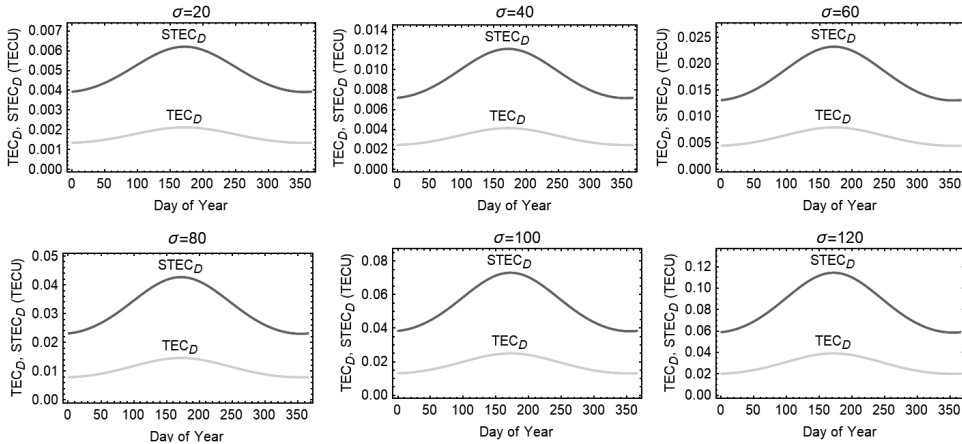 σ=20
TEC_D, STEC_D (TECU)
0.007
0.006
0.005
0.004
0.003
0.002
0.001
0.000
STEC_D
TEC_D
0 50 100 150 200 250 300 350
Day of Year
σ=40
TEC_D, STEC_D (TECU)
0.014
0.012
0.010
0.008
0.006
0.004
0.002
0.000
STEC_D
TEC_D
0 50 100 150 200 250 300 350
Day of Year
σ=60
TEC_D, STEC_D (TECU)
0.025
0.020
0.015
0.010
0.005
0.000
STEC_D
TEC_D
0 50 100 150 200 250 300 350
Day of Year
σ=80
TEC_D, STEC_D (TECU)
0.05
0.04
0.03
0.02
0.01
0.00
STEC_D
TEC_D
0 50 100 150 200 250 300 350
Day of Year
σ=100
TEC_D, STEC_D (TECU)
0.08
0.06
0.04
0.02
0.00
STEC_D
TEC_D
0 50 100 150 200 250 300 350
Day of Year
σ=120
TEC_D, STEC_D (TECU)
0.12
0.10
0.08
0.06
0.04
0.02
0.00
STEC_D
TEC_D
0 50 100 150 200 250 300 350
Day of Year